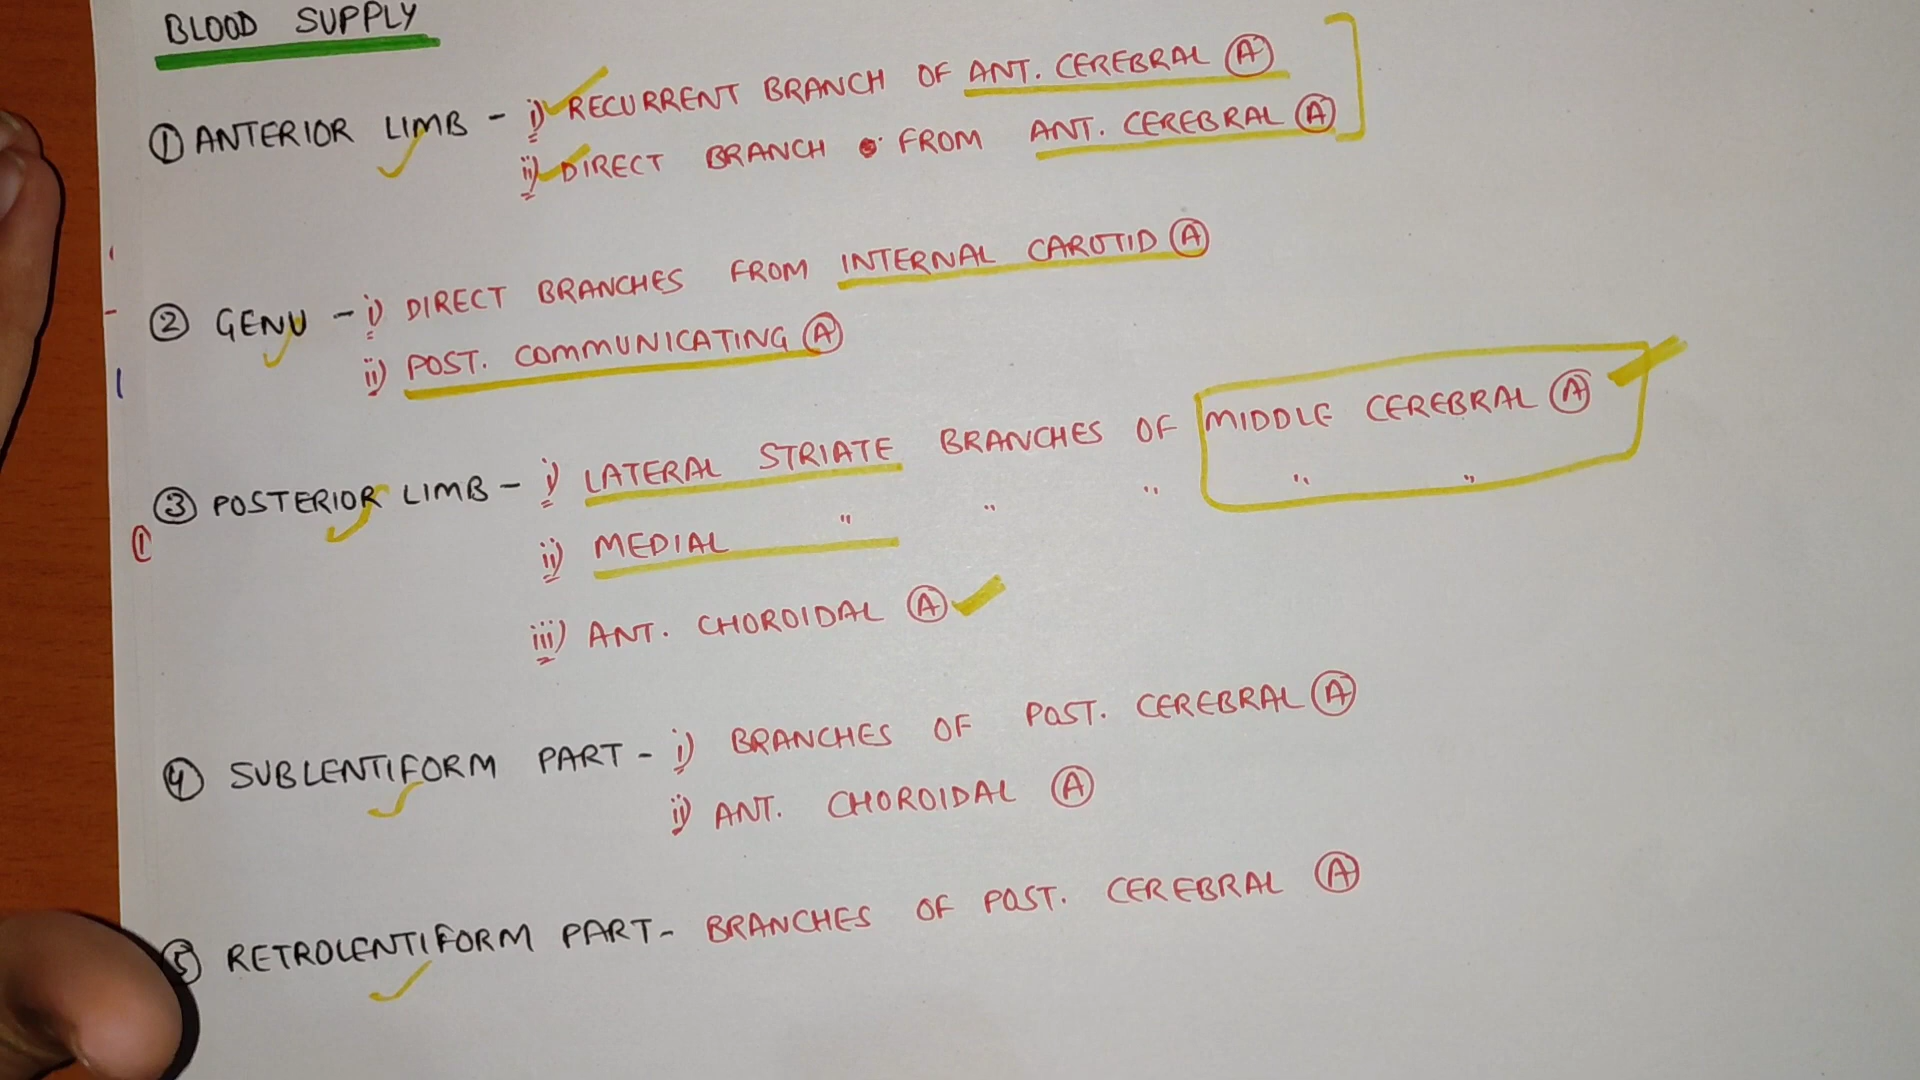 BLOOD SUPPLY
① ANTERIOR LIMB - i) RECURRENT BRANCH OF ANT. CEREBRAL Ⓐ
ii) DIRECT BRANCH FROM ANT. CEREBRAL Ⓐ
② GENU - i) DIRECT BRANCHES FROM INTERNAL CAROTID Ⓐ
ii) POST. COMMUNICATING Ⓐ
③ POSTERIOR LIMB - i) LATERAL STRIATE BRANCHES OF MIDDLE CEREBRAL Ⓐ
ii) MEDIAL " " " " "
iii) ANT. CHOROIDAL Ⓐ
④ SUBLENTIFORM PART - i) BRANCHES OF POST. CEREBRAL Ⓐ
ii) ANT. CHOROIDAL Ⓐ
⑤ RETROLENTIFORM PART - BRANCHES OF POST. CEREBRAL Ⓐ